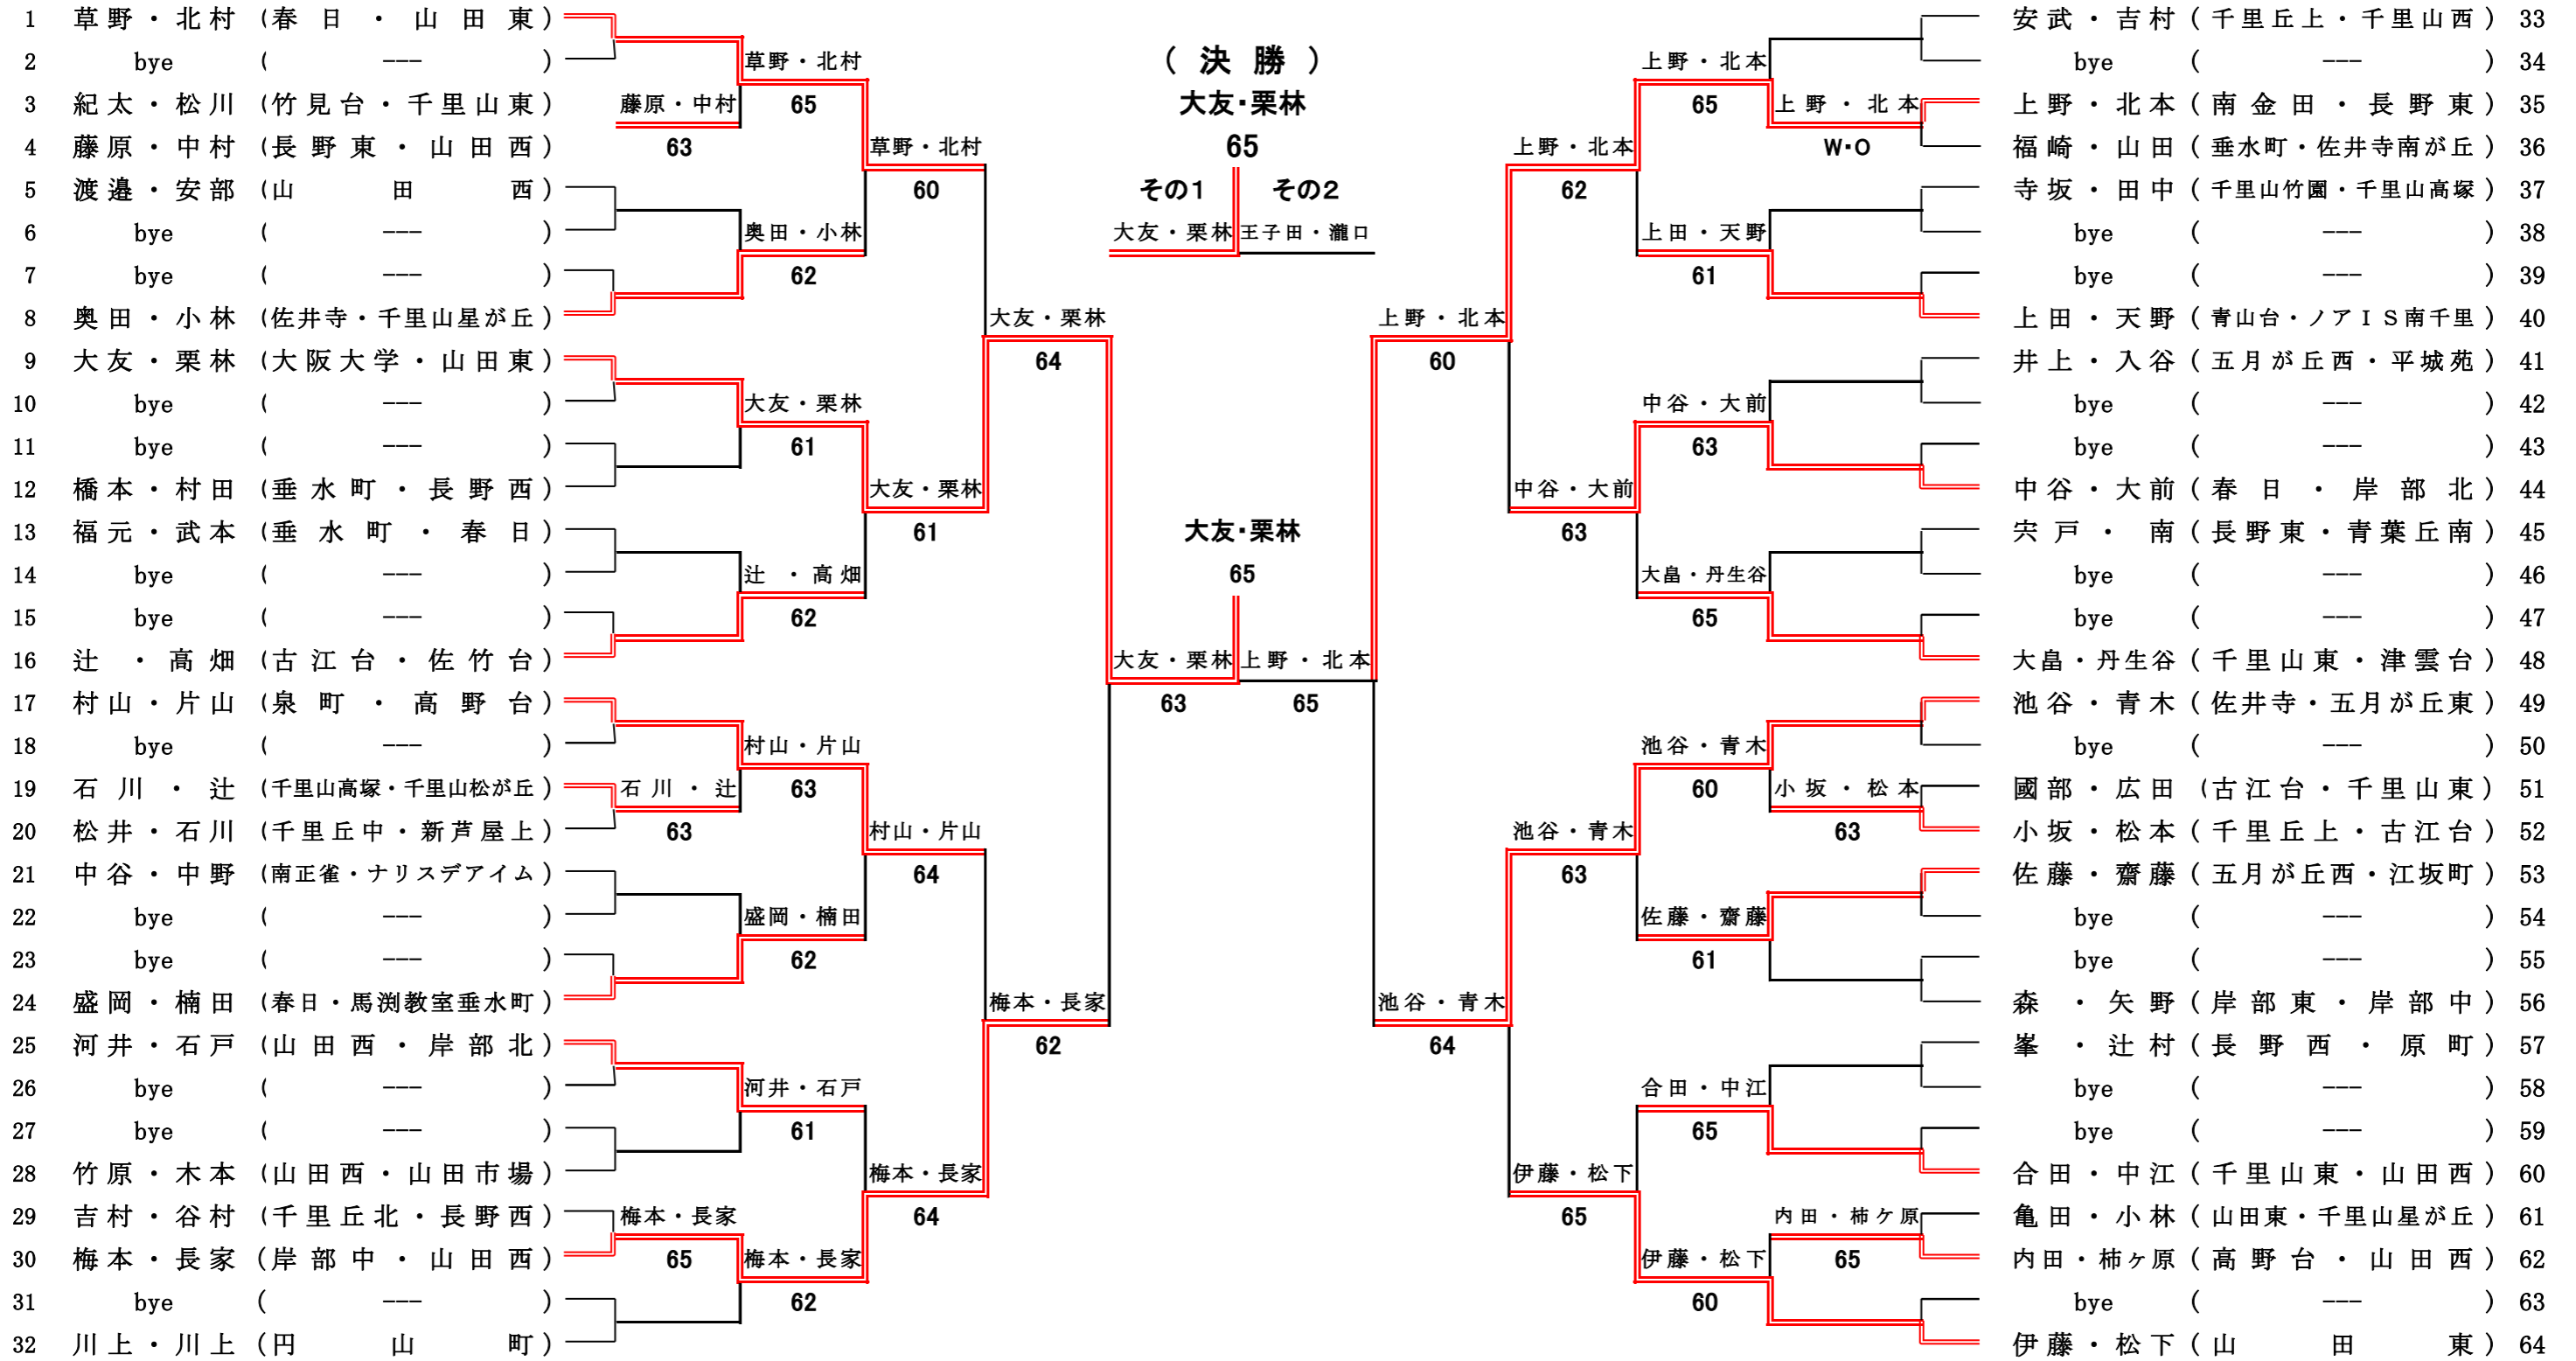 1 草野・北村 (春日・山田東)
2 bye ( --- )
3 紀太・松川 (竹見台・千里山東)
4 藤原・中村 (長野東・山田西)
5 渡邉・安部 (山田西)
6 bye ( --- )
7 bye ( --- )
8 奥田・小林 (佐井寺・千里山星が丘)
9 大友・栗林 (大阪大学・山田東)
10 bye ( --- )
11 bye ( --- )
12 橋本・村田 (垂水町・長野西)
13 福元・武本 (垂水町・春日)
14 bye ( --- )
15 bye ( --- )
16 辻・高畑 (古江台・佐竹台)
17 村山・片山 (泉町・高野台)
18 bye ( --- )
19 石川・辻 (千里山高塚・千里山松が丘)
20 松井・石川 (千里丘中・新芦屋上)
21 中谷・中野 (南正雀・ナリスデアイム)
22 bye ( --- )
23 bye ( --- )
24 盛岡・楠田 (春日・馬渕教室垂水町)
25 河井・石戸 (山田西・岸部北)
26 bye ( --- )
27 bye ( --- )
28 竹原・木本 (山田西・山田市場)
29 吉村・谷村 (千里丘北・長野西)
30 梅本・長家 (岸部中・山田西)
31 bye ( --- )
32 川上・川上 (円山町)
藤原・中村
63
石川・辻
63
梅本・長家
65
草野・北村
65
奥田・小林
62
大友・栗林
61
辻・高畑
62
村山・片山
63
盛岡・楠田
62
河井・石戸
61
梅本・長家
62
草野・北村
60
大友・栗林
61
村山・片山
64
梅本・長家
64
大友・栗林
64
梅本・長家
62
(決勝)
大友・栗林
65
その1 その2
大友・栗林 王子田・瀧口
大友・栗林
65
大友・栗林 上野・北本
63 65
上野・北本
60
池谷・青木
64
上野・北本
62
中谷・大前
63
池谷・青木
63
伊藤・松下
65
上野・北本
65
上田・天野
61
中谷・大前
63
大畠・丹生谷
65
池谷・青木
60
佐藤・齋藤
61
合田・中江
65
伊藤・松下
60
上野・北本
W・O
小坂・松本
63
内田・柿ケ原
65
安武・吉村 (千里丘上・千里山西) 33
bye ( --- ) 34
上野・北本 (南金田・長野東) 35
福崎・山田 (垂水町・佐井寺南が丘) 36
寺坂・田中 (千里山竹園・千里山高塚) 37
bye ( --- ) 38
bye ( --- ) 39
上田・天野 (青山台・ノアIS南千里) 40
井上・入谷 (五月が丘西・平城苑) 41
bye ( --- ) 42
bye ( --- ) 43
中谷・大前 (春日・岸部北) 44
宍戸・南 (長野東・青葉丘南) 45
bye ( --- ) 46
bye ( --- ) 47
大畠・丹生谷 (千里山東・津雲台) 48
池谷・青木 (佐井寺・五月が丘東) 49
bye ( --- ) 50
國部・広田 (古江台・千里山東) 51
小坂・松本 (千里丘上・古江台) 52
佐藤・齋藤 (五月が丘西・江坂町) 53
bye ( --- ) 54
bye ( --- ) 55
森・矢野 (岸部東・岸部中) 56
峯・辻村 (長野西・原町) 57
bye ( --- ) 58
bye ( --- ) 59
合田・中江 (千里山東・山田西) 60
亀田・小林 (山田東・千里山星が丘) 61
内田・柿ヶ原 (高野台・山田西) 62
bye ( --- ) 63
伊藤・松下 (山田東) 64